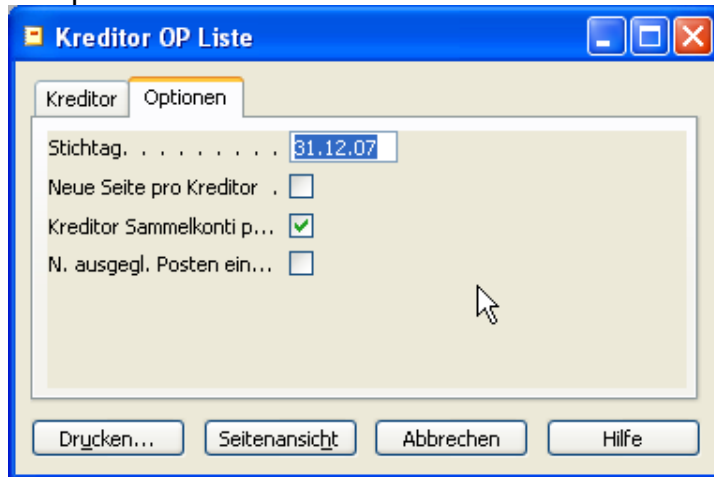 Kreditor OP Liste
Kreditor Optionen
Stichtag. . . . . . . . . . 31.12.07
Neue Seite pro Kreditor .
Kreditor Sammelkonti p...
N. ausgegl. Posten ein...
Drucken... Seitenansicht Abbrechen Hilfe